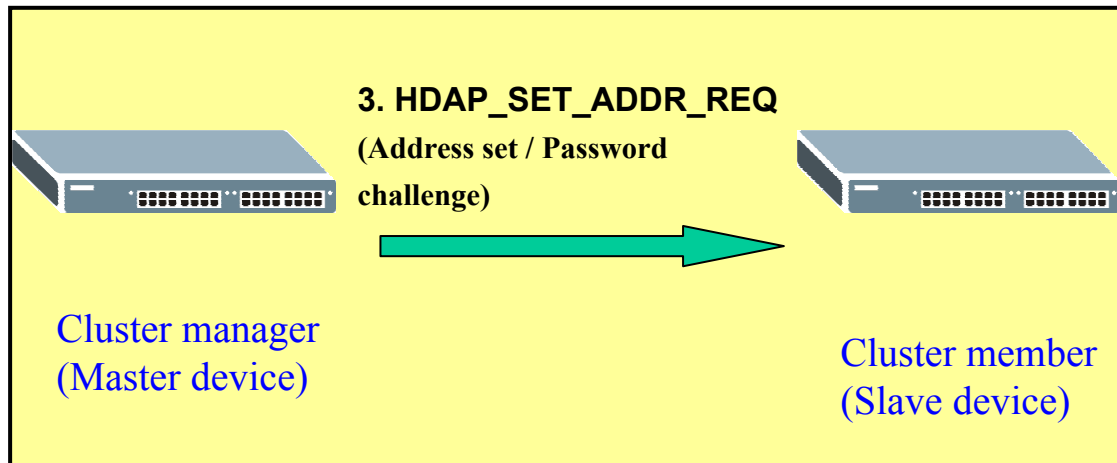 3. HDAP_SET_ADDR_REQ
(Address set / Password
challenge)
Cluster manager
(Master device)
Cluster member
(Slave device)